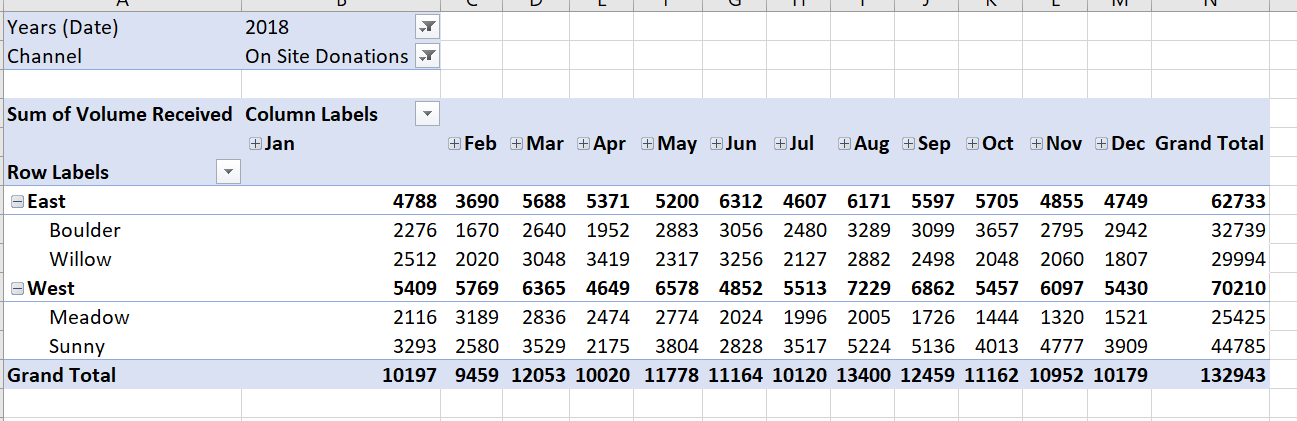 A B C D E F G H I J K L M N
Years (Date) 2018
Channel On Site Donations
Sum of Volume Received Column Labels
Jan Feb Mar Apr May Jun Jul Aug Sep Oct Nov Dec Grand Total
Row Labels
East 4788 3690 5688 5371 5200 6312 4607 6171 5597 5705 4855 4749 62733
Boulder 2276 1670 2640 1952 2883 3056 2480 3289 3099 3657 2795 2942 32739
Willow 2512 2020 3048 3419 2317 3256 2127 2882 2498 2048 2060 1807 29994
West 5409 5769 6365 4649 6578 4852 5513 7229 6862 5457 6097 5430 70210
Meadow 2116 3189 2836 2474 2774 2024 1996 2005 1726 1444 1320 1521 25425
Sunny 3293 2580 3529 2175 3804 2828 3517 5224 5136 4013 4777 3909 44785
Grand Total 10197 9459 12053 10020 11778 11164 10120 13400 12459 11162 10952 10179 132943